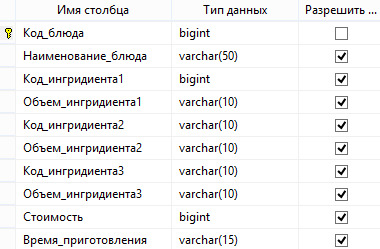 Имя столбца Тип данных Разрешить ...
Код_блюда bigint
Наименование_блюда varchar(50)
Код_ингридиента1 bigint
Объем_ингридиента1 varchar(10)
Код_ингридиента2 varchar(10)
Объем_ингридиента2 varchar(10)
Код_ингридиента3 varchar(10)
Объем_ингридиента3 varchar(10)
Стоимость bigint
Время_приготовления varchar(15)